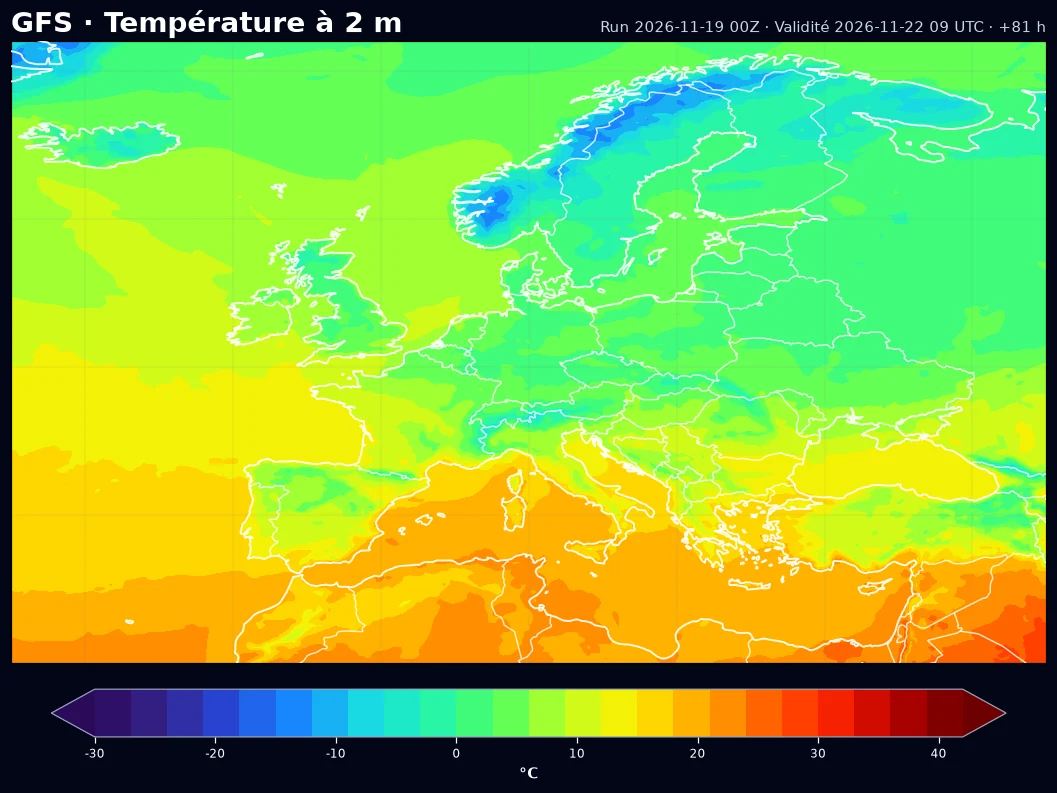 GFS · Température à 2 m
Run 2026-11-19 00Z · Validité 2026-11-22 09 UTC · +81 h
-30 -20 -10 0 10 20 30 40
°C